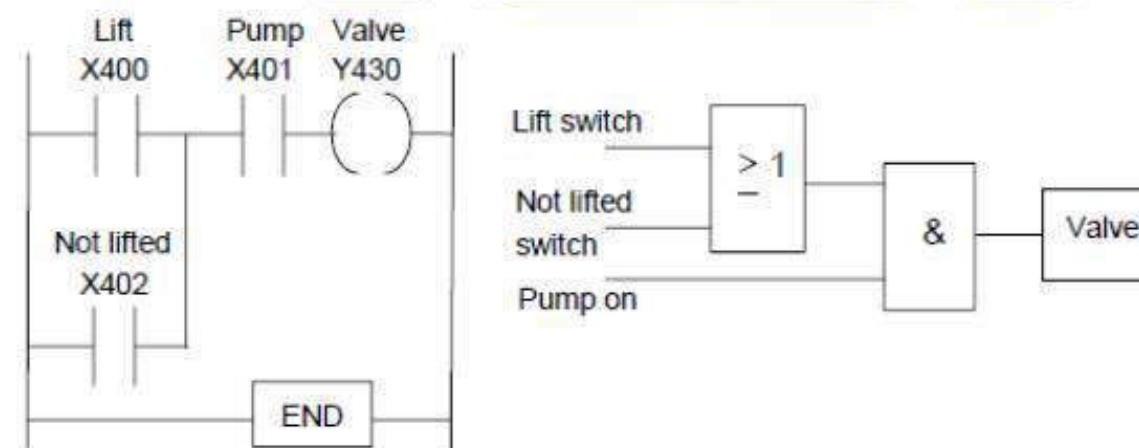 Lift
X400
Pump
X401
Valve
Y430
Not lifted
X402
END
Lift switch
Not lifted
switch
Pump on
≥ 1
&
Valve